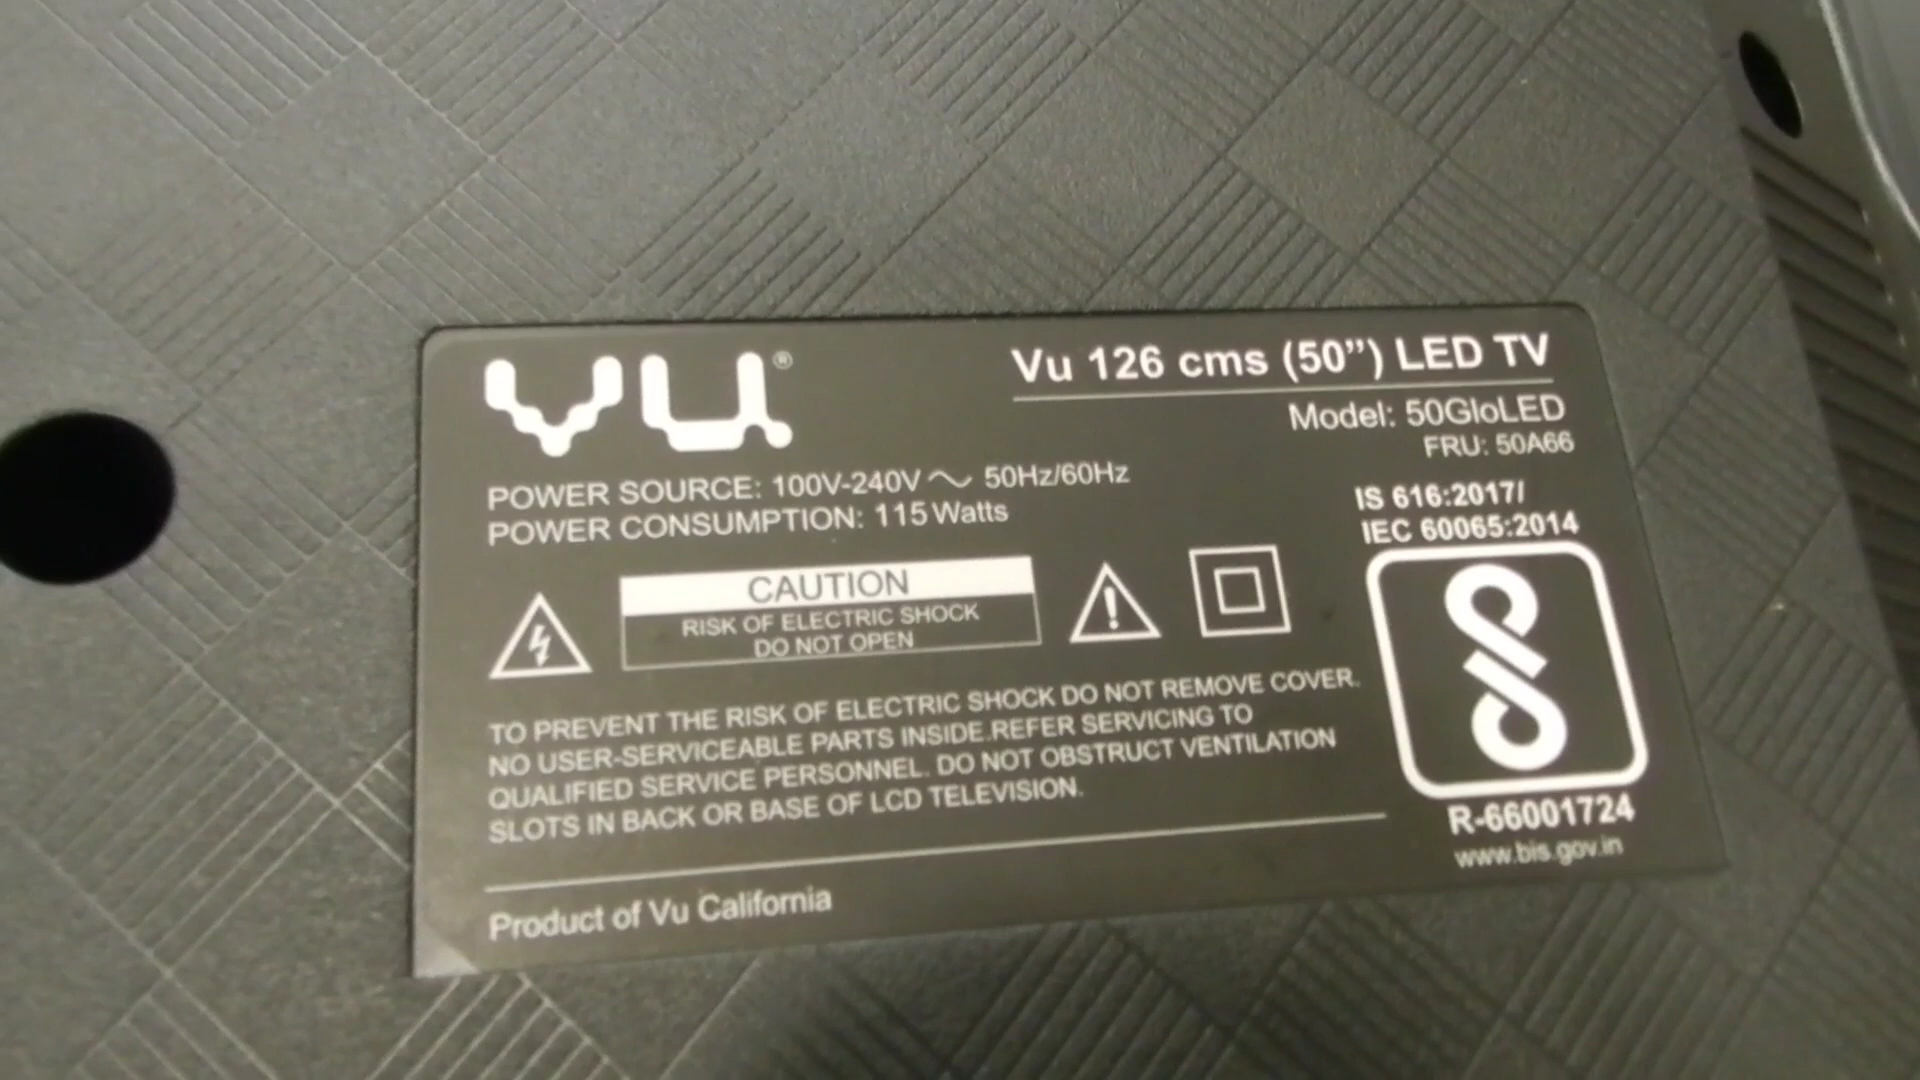 vu®
Vu 126 cms (50”) LED TV
Model: 50GloLED
FRU: 50A66
POWER SOURCE: 100V-240V ～ 50Hz/60Hz
POWER CONSUMPTION: 115 Watts
IS 616:2017/
IEC 60065:2014
CAUTION
RISK OF ELECTRIC SHOCK
DO NOT OPEN
TO PREVENT THE RISK OF ELECTRIC SHOCK DO NOT REMOVE COVER.
NO USER-SERVICEABLE PARTS INSIDE.REFER SERVICING TO
QUALIFIED SERVICE PERSONNEL. DO NOT OBSTRUCT VENTILATION
SLOTS IN BACK OR BASE OF LCD TELEVISION.
R-66001724
www.bis.gov.in
Product of Vu California